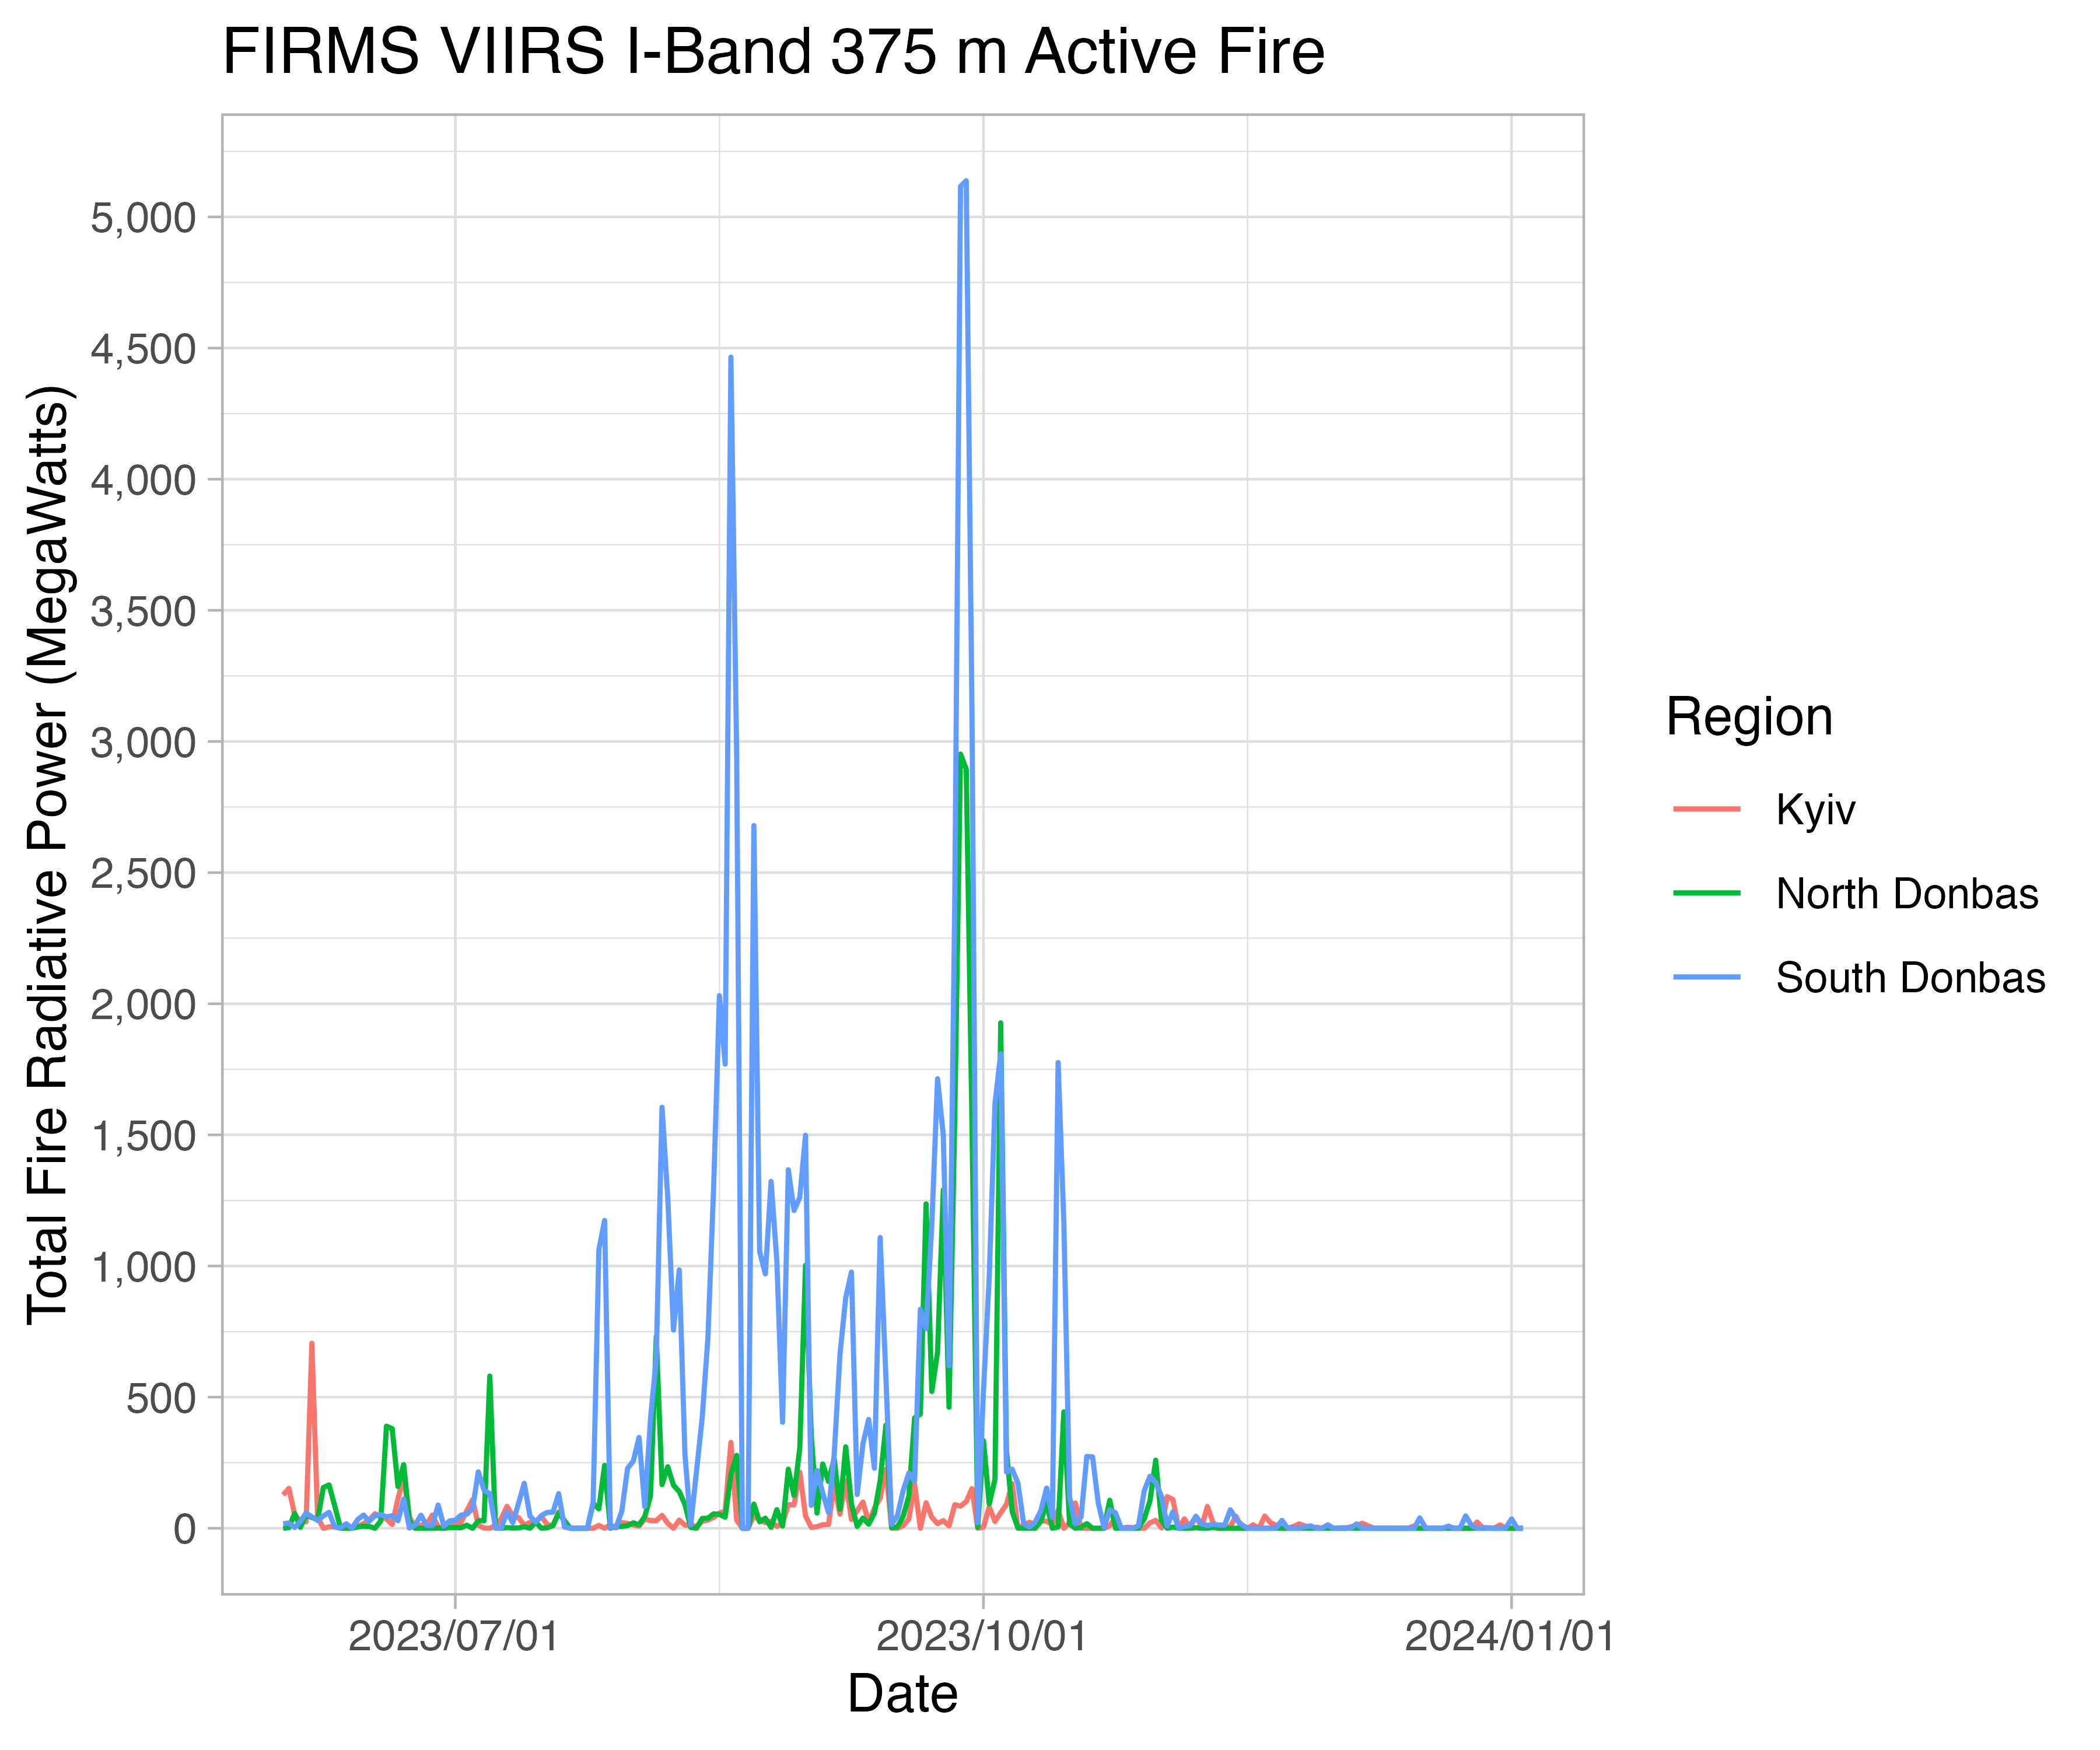 FIRMS VIIRS I-Band 375 m Active Fire
Total Fire Radiative Power (MegaWatts)
5,000
4,500
4,000
3,500
3,000
2,500
2,000
1,500
1,000
500
0
2023/07/01
2023/10/01
2024/01/01
Date
Region
Kyiv
North Donbas
South Donbas